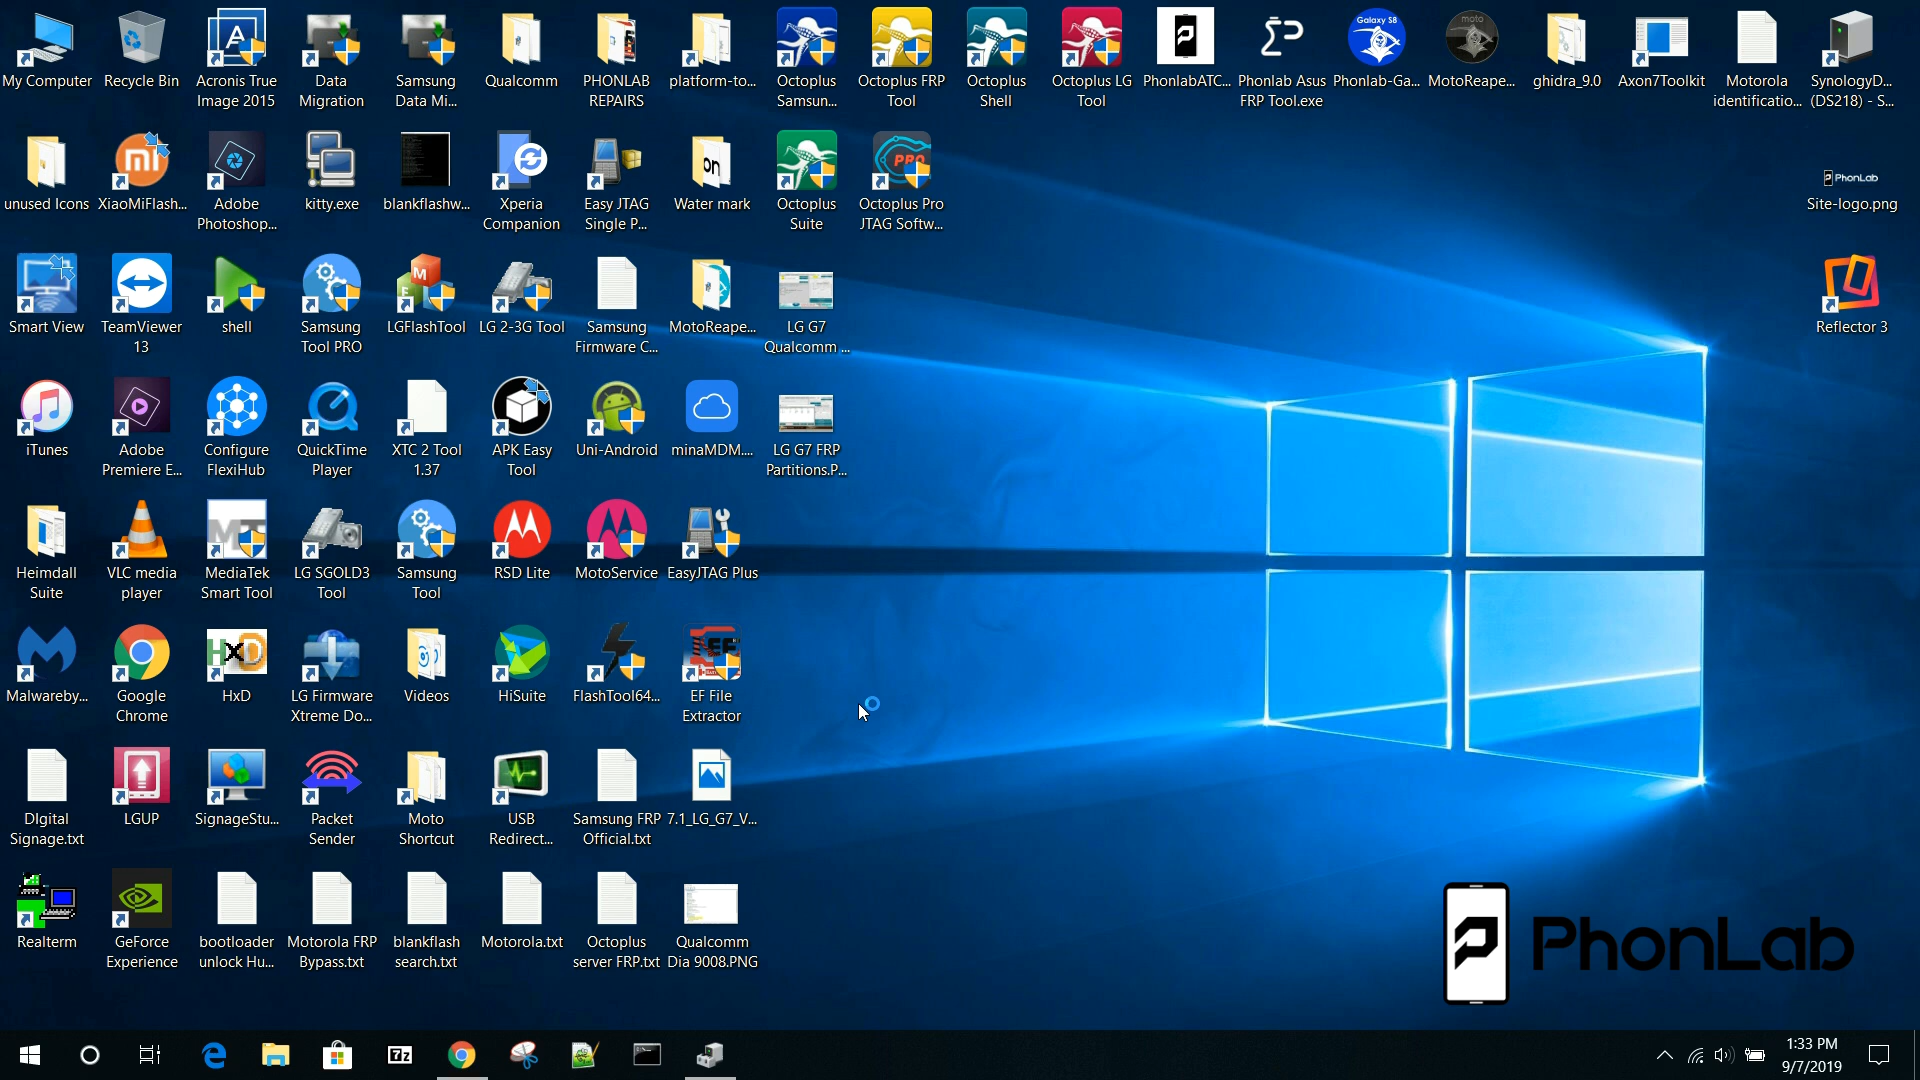 My Computer
Recycle Bin
Acronis True
Image 2015
Data
Migration
Samsung
Data Mi...
Qualcomm
PHONLAB
REPAIRS
platform-to...
Octoplus
Samsun...
Octoplus FRP
Tool
Octoplus
Shell
Octoplus LG
Tool
PhonlabATC...
Phonlab Asus
FRP Tool.exe
Galaxy S8
Phonlab-Ga...
moto
MotoReape...
ghidra_9.0
Axon7Toolkit
Motorola
identificatio...
SynologyD...
(DS218) - S...
unused Icons
XiaoMiFlash...
Adobe
Photoshop...
kitty.exe
blankflashw...
Xperia
Companion
Easy JTAG
Single P...
on
Water mark
Octoplus
Suite
PRO
Octoplus Pro
JTAG Softw...
PhonLab
Site-logo.png
Smart View
TeamViewer
13
shell
Samsung
Tool PRO
LGFlashTool
LG 2-3G Tool
Samsung
Firmware C...
MotoReape...
LG G7
Qualcomm ...
Reflector 3
iTunes
Adobe
Premiere E...
Configure
FlexiHub
QuickTime
Player
XTC 2 Tool
1.37
APK Easy
Tool
Uni-Android
minaMDM....
LG G7 FRP
Partitions.P...
Heimdall
Suite
VLC media
player
MediaTek
Smart Tool
LG SGOLD3
Tool
Samsung
Tool
RSD Lite
MotoService
EasyJTAG Plus
Malwareby...
Google
Chrome
HxD
HxD
LG Firmware
Xtreme Do...
Videos
HiSuite
FlashTool64...
EF File
Extractor
DIgital
Signage.txt
LGUP
SignageStu...
Packet
Sender
Moto
Shortcut
USB
Redirect...
Samsung FRP
Official.txt
7.1_LG_G7_V...
Realterm
GeForce
Experience
bootloader
unlock Hu...
Motorola FRP
Bypass.txt
blankflash
search.txt
Motorola.txt
Octoplus
server FRP.txt
Qualcomm
Dia 9008.PNG
PhonLab
7z
1:33 PM
9/7/2019